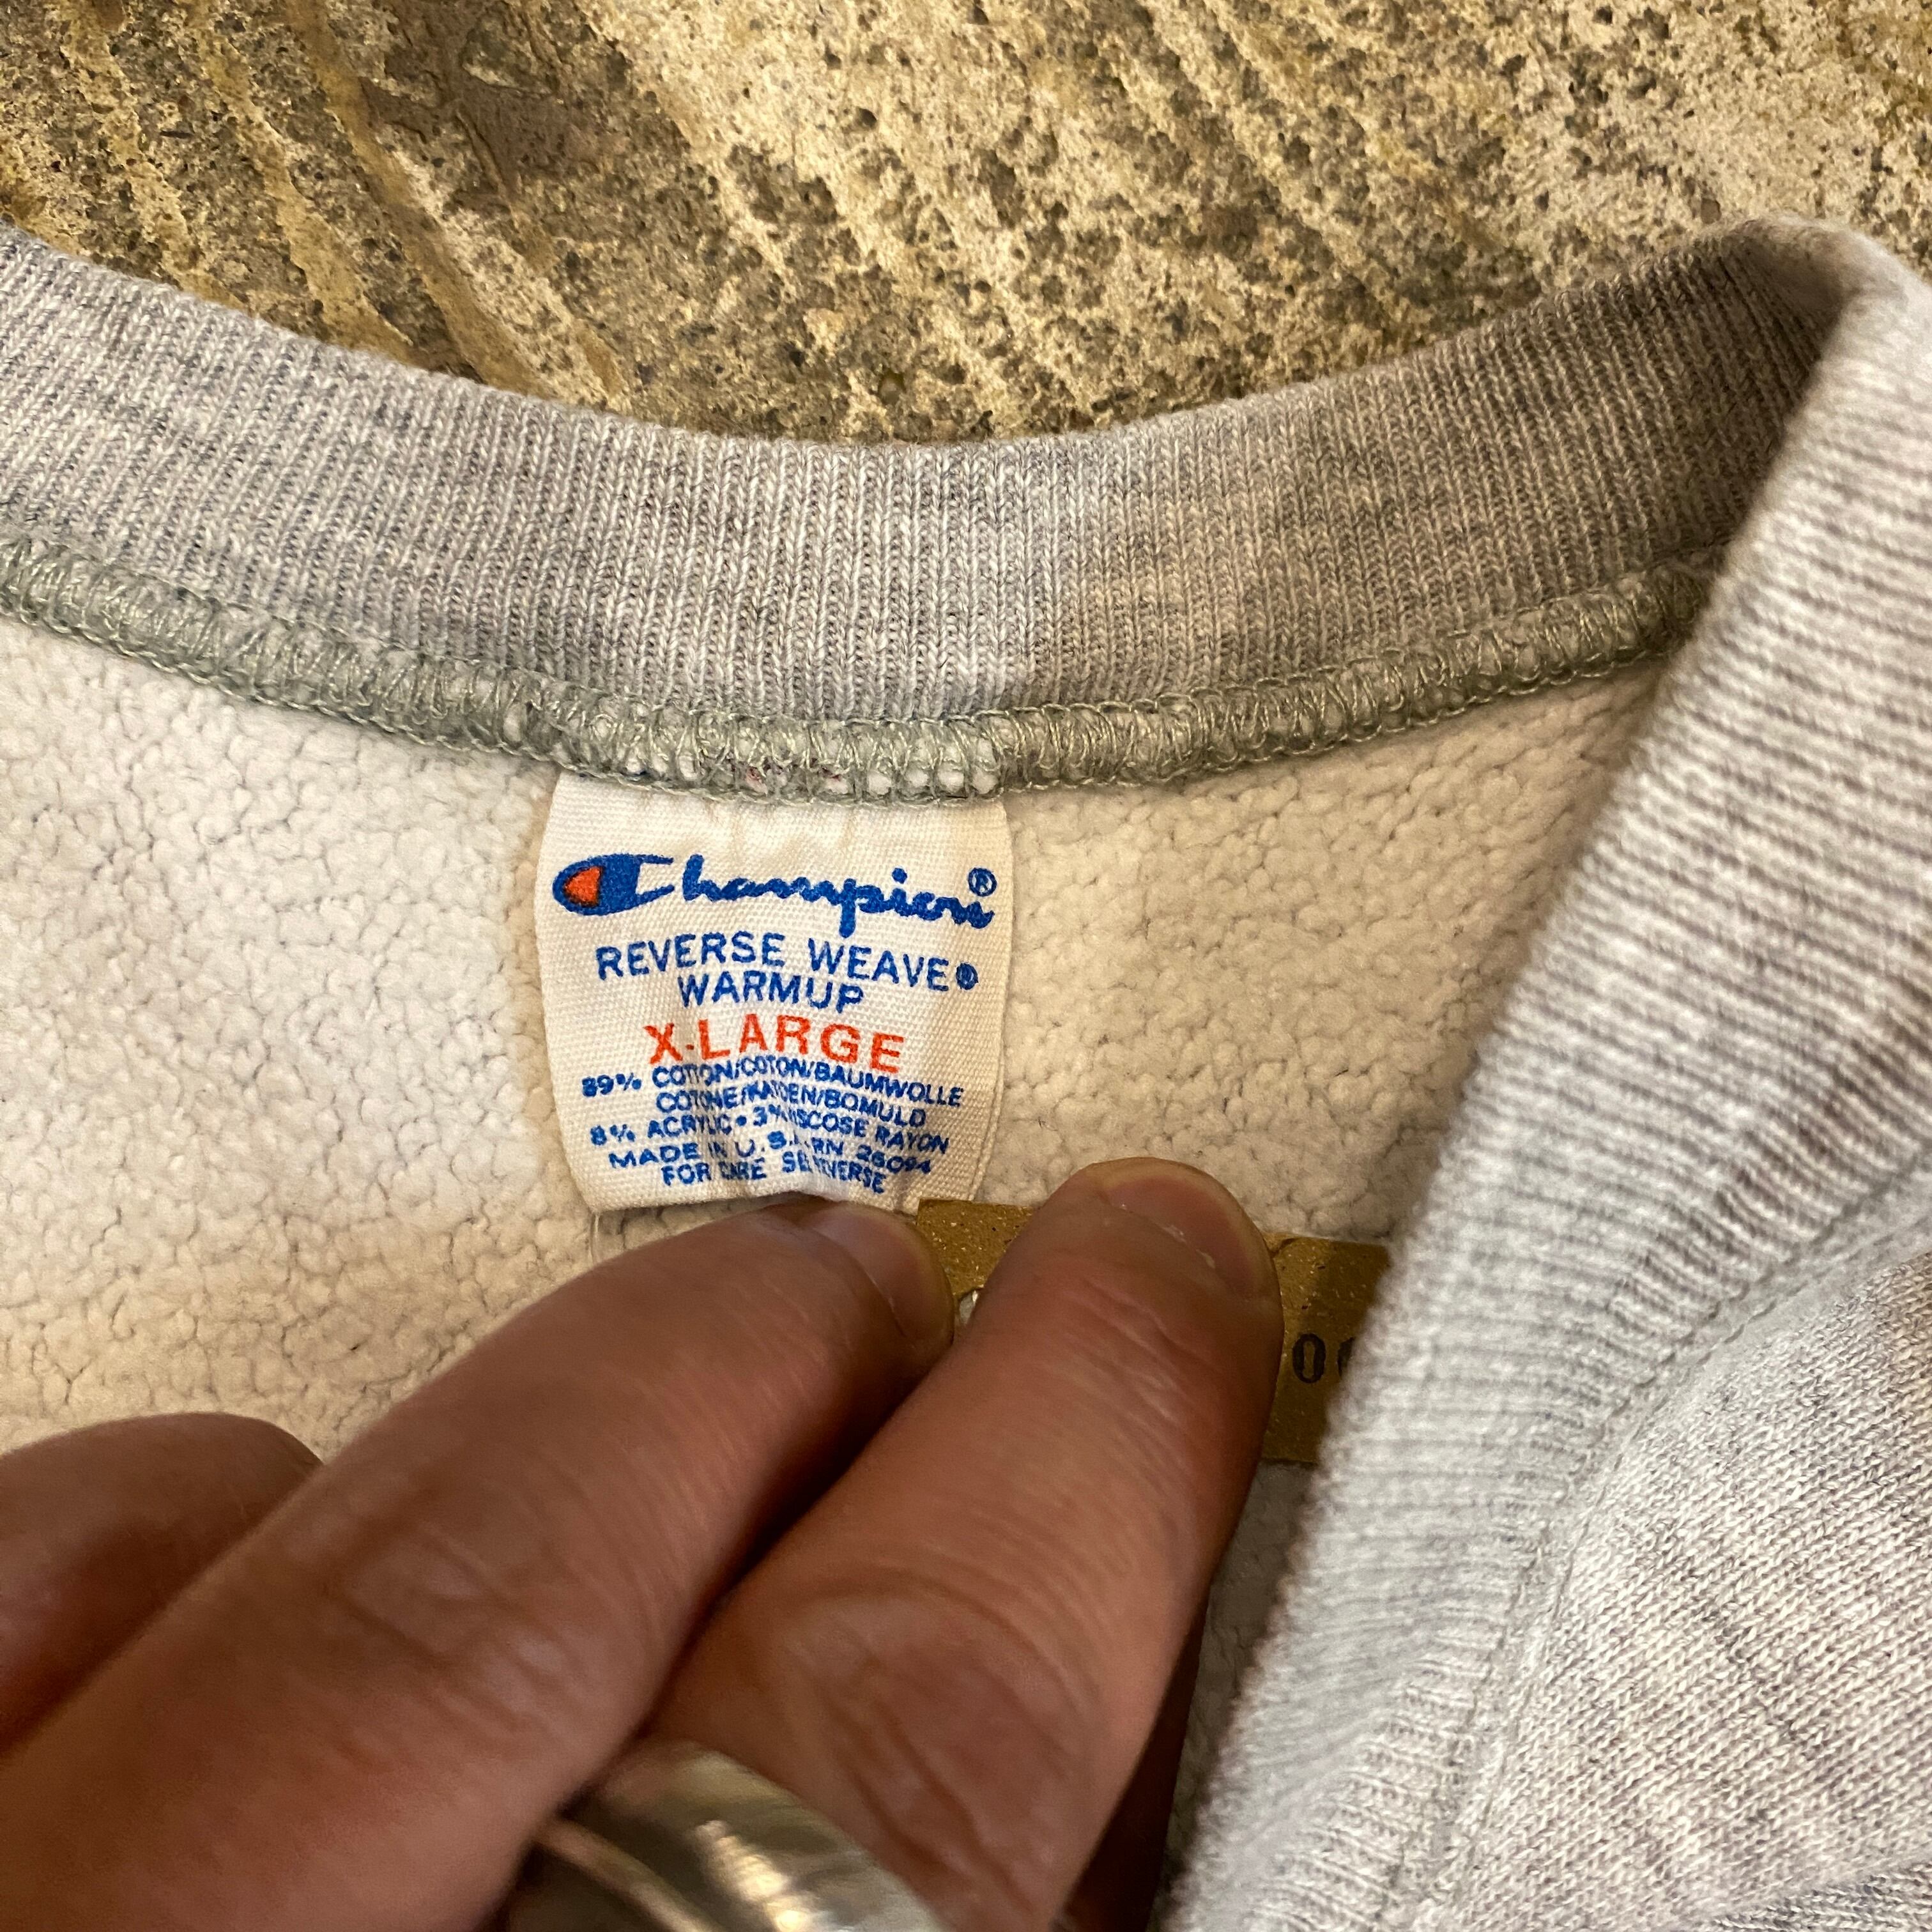 Champion®
REVERSE WEAVE®
WARMUP
X-LARGE
89% COTTON/COTON/BAUMWOLLE
COTONE/KATOEN/BOMULD
8% ACRYLIC • 3% VISCOSE RAYON
MADE IN U.S.A. RN 26094
FOR CARE SEE REVERSE